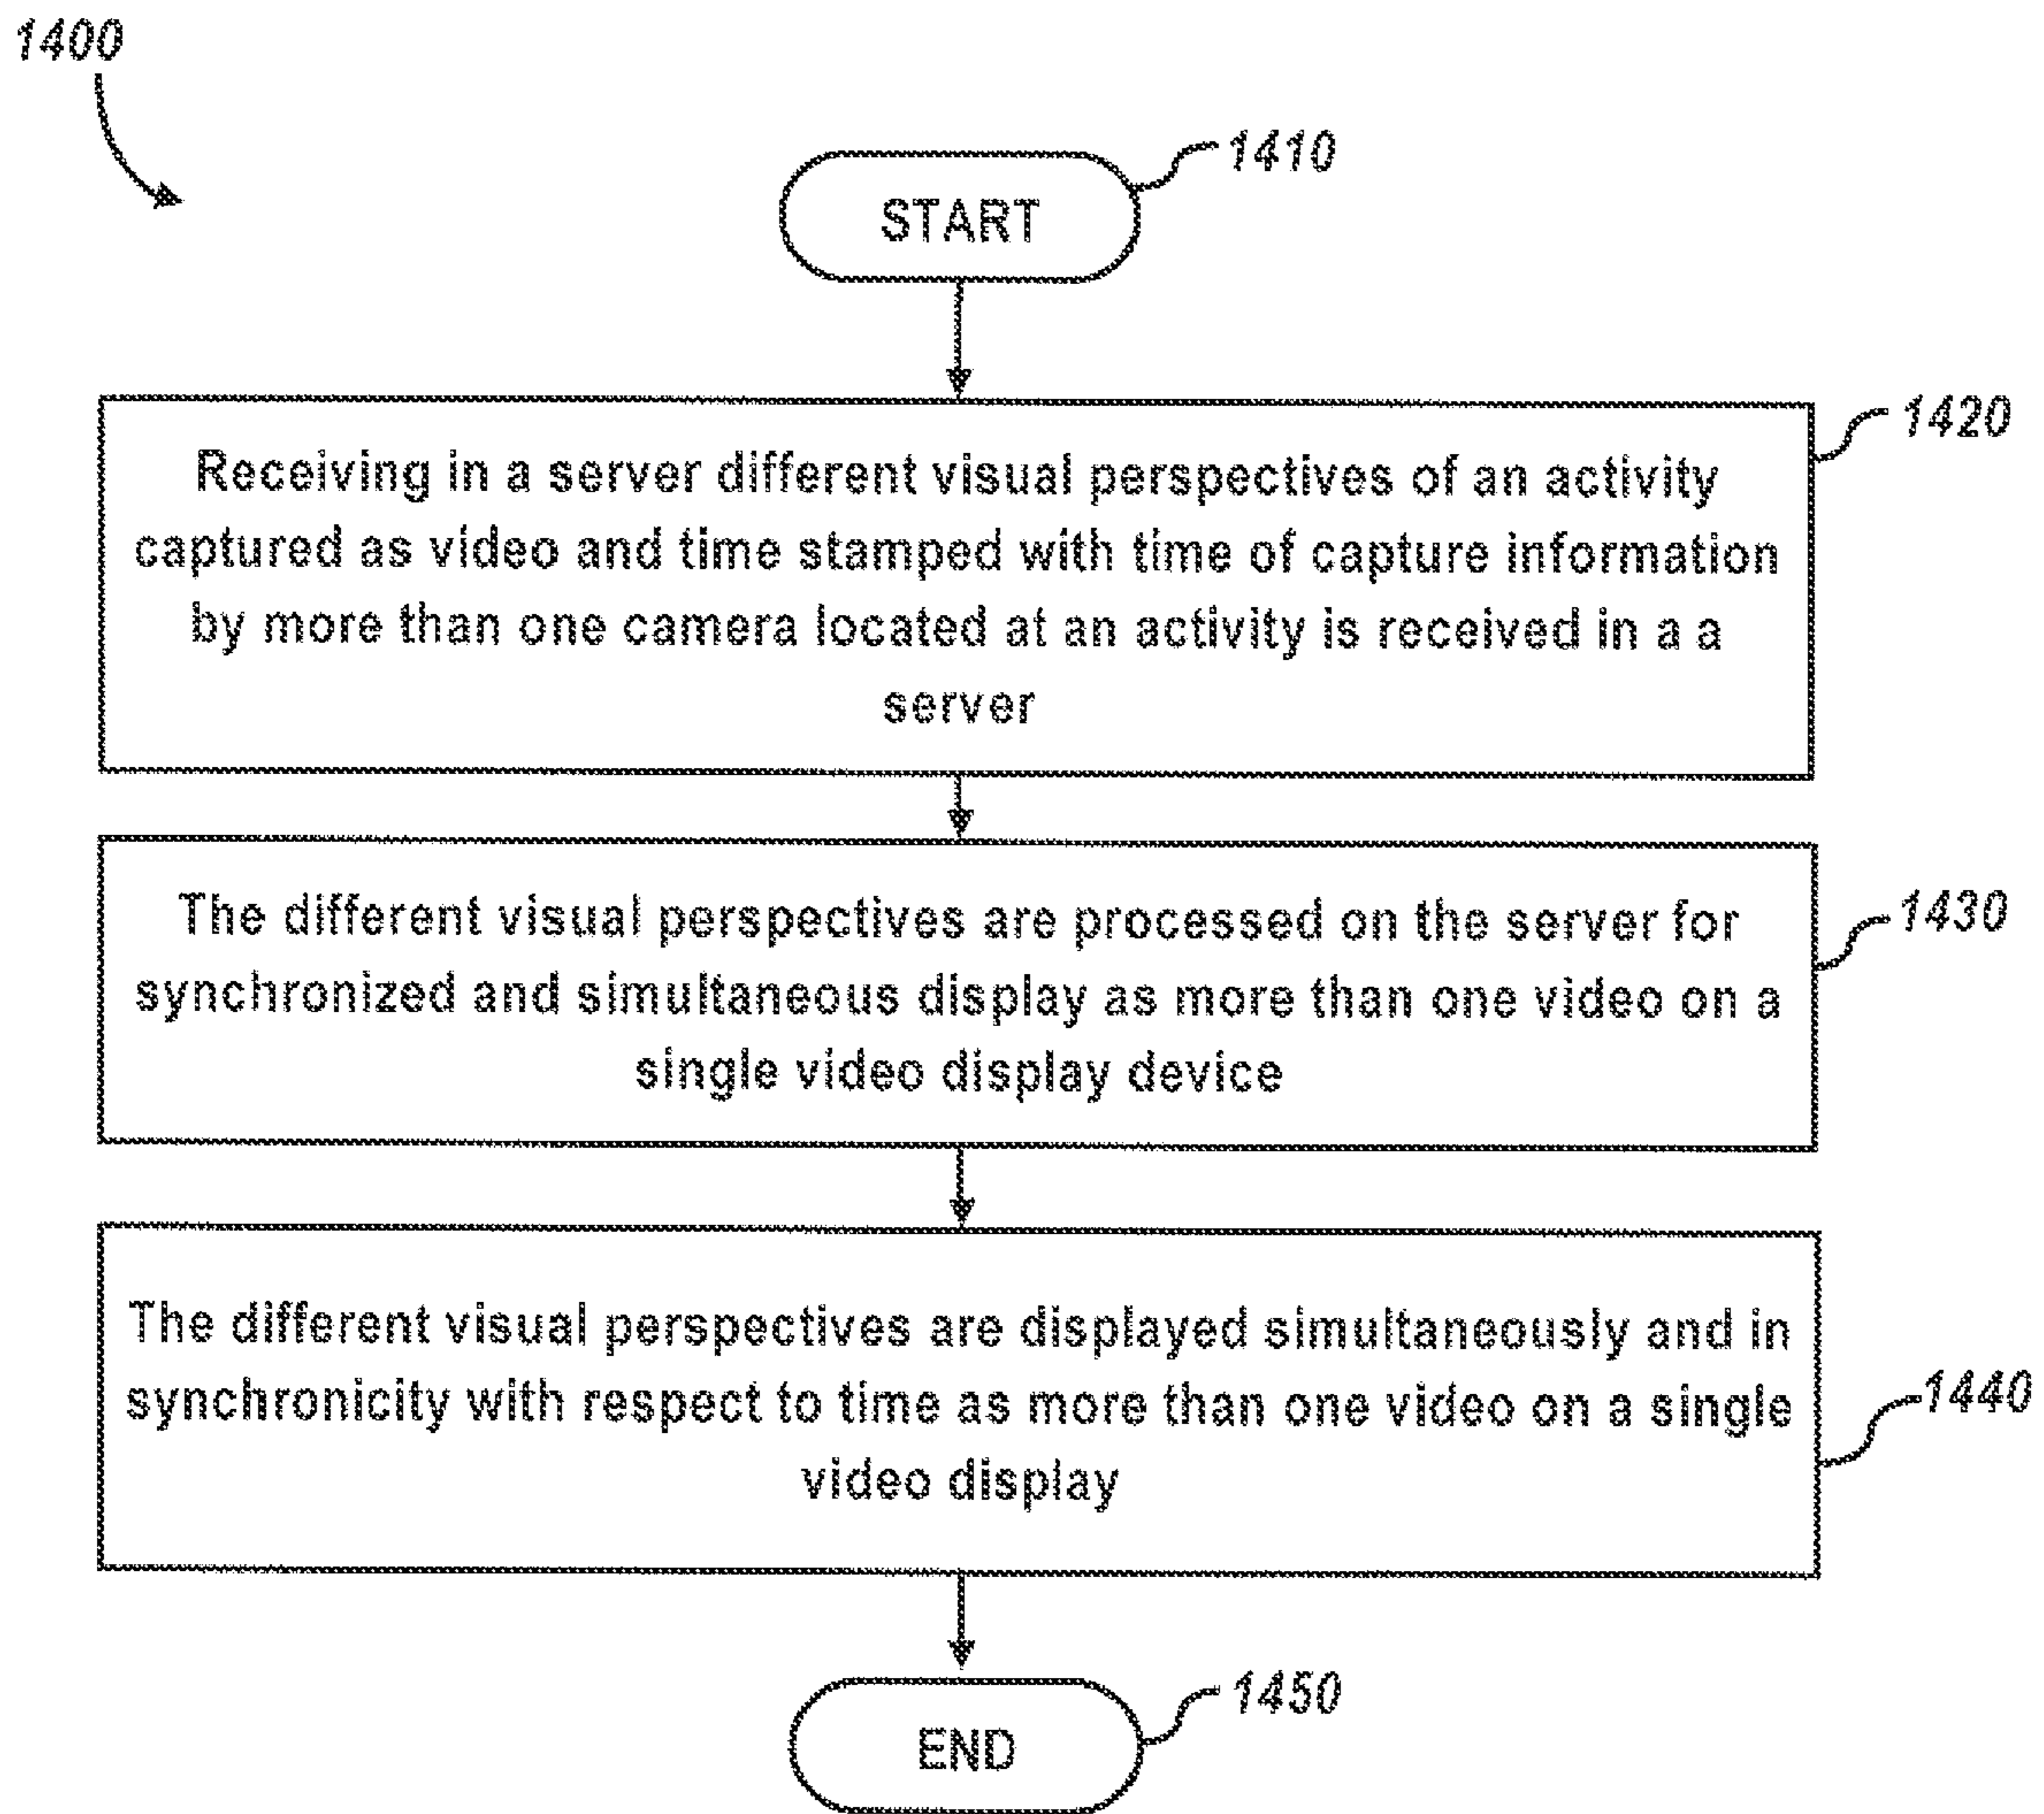 1400
1410
START
1420
Receiving in a server different visual perspectives of an activity
captured as video and time stamped with time of capture information
by more than one camera located at an activity is received in a a
server
1430
The different visual perspectives are processed on the server for
synchronized and simultaneous display as more than one video on a
single video display device
The different visual perspectives are displayed simultaneously and in
1440
synchronicity with respect to time as more than one video on a single
video display
1450
END